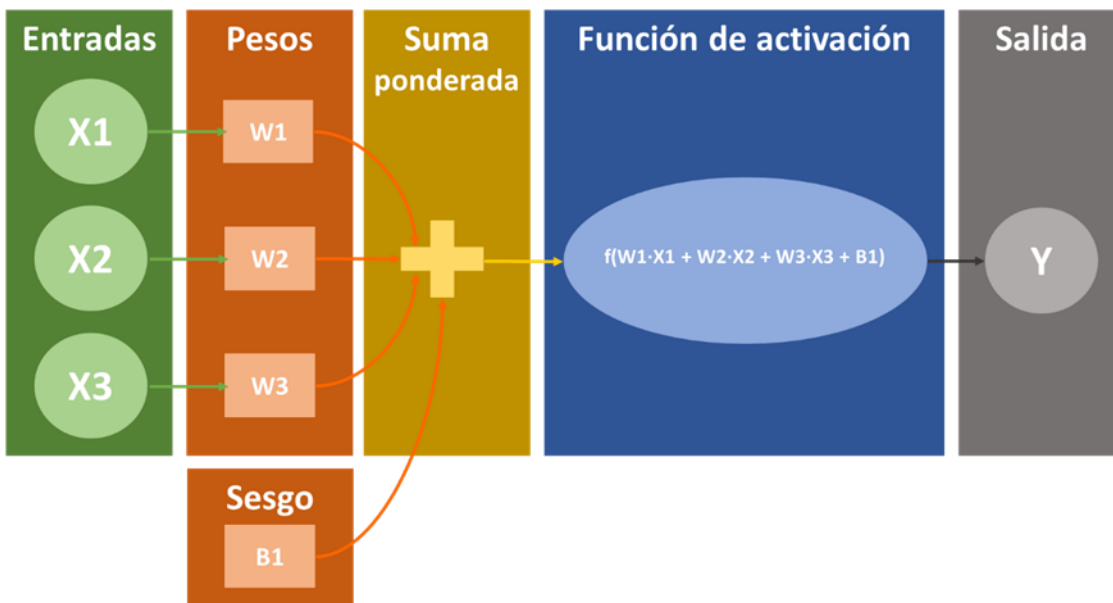 Entradas
X1
X2
X3
Pesos
W1
W2
W3
Sesgo
B1
Suma
ponderada
Función de activación
f(W1·X1 + W2·X2 + W3·X3 + B1)
Salida
Y